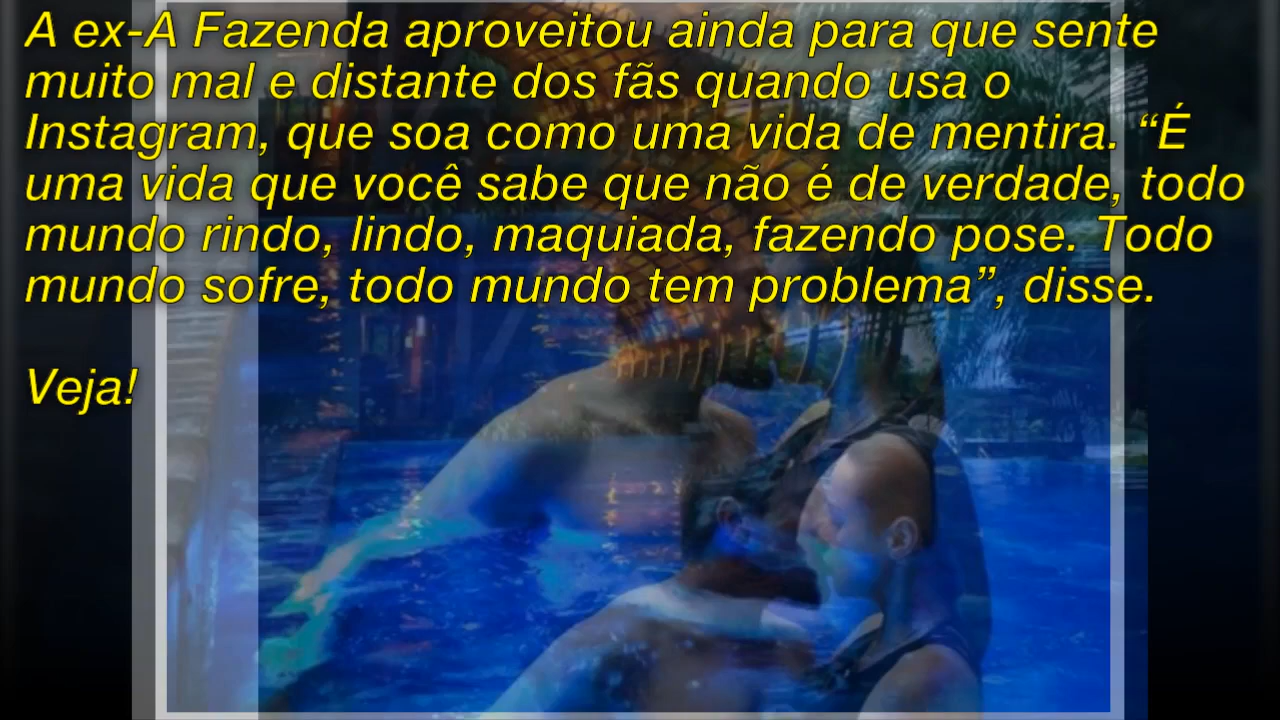 A ex-A Fazenda aproveitou ainda para que sente
muito mal e distante dos fãs quando usa o
Instagram, que soa como uma vida de mentira. “É
uma vida que você sabe que não é de verdade, todo
mundo rindo, lindo, maquiada, fazendo pose. Todo
mundo sofre, todo mundo tem problema”, disse.
Veja!